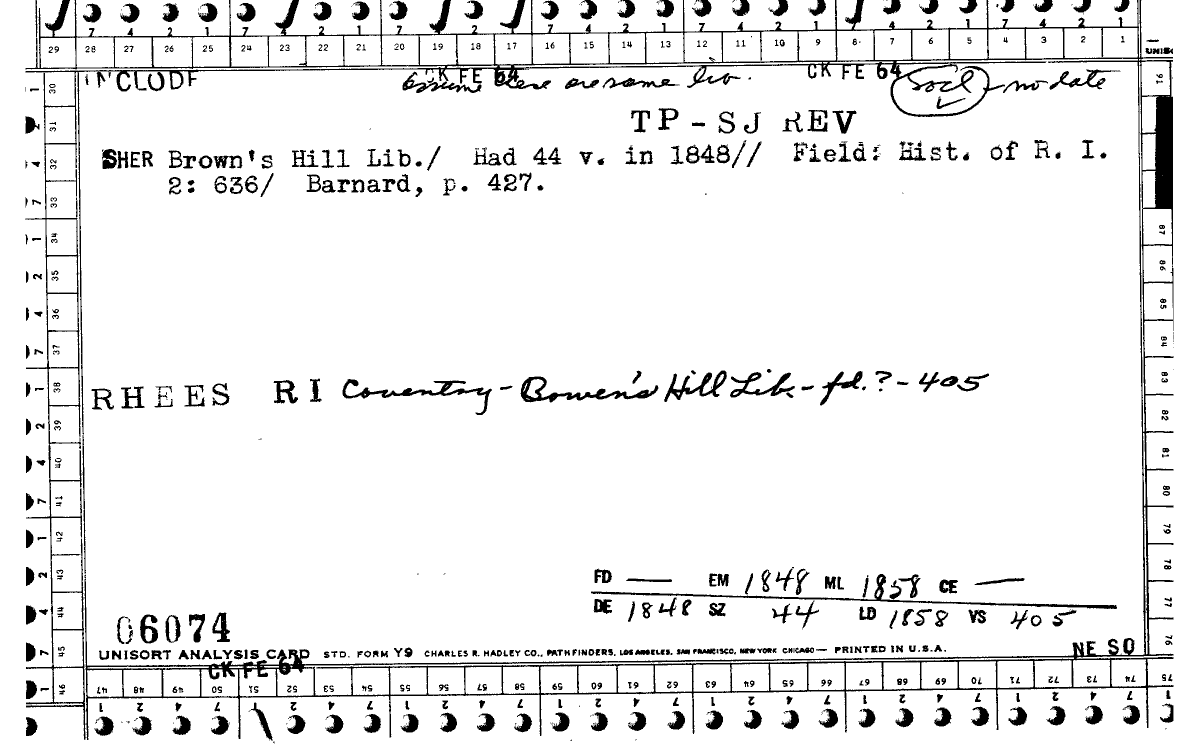 7 4 2 1 7 4 2 1 7 4 2 1 7 4 2 1 7 4 2 1 7 4 2 1 7 4 2 1
29 28 27 26 25 24 23 22 21 20 19 18 17 16 15 14 13 12 11 10 9 8 7 6 5 4 3 2 1 UNISO
INCLUDE CK FE 64 assume these are same lib. CK FE 64 Socl - no date
TP-SJ REV
SHER Brown's Hill Lib./ Had 44 v. in 1848// Field: Hist. of R. I.
2: 636/ Barnard, p. 427.
RHEES RI Coventry - Bowen's Hill Lib - fd.? - 405
FD — EM 1848 ML 1858 CE —
DE 1848 SZ 44 LD 1858 VS 405
06074
UNISORT ANALYSIS CARD STD. FORM Y9 CHARLES R. HADLEY CO., PATHFINDERS, LOS ANGELES, SAN FRANCISCO, NEW YORK CHICAGO — PRINTED IN U.S.A. NE SO
CK FE 64
47 48 49 50 51 52 53 54 55 56 57 58 59 60 61 62 63 64 65 66 67 68 69 70 71 72 73 74 75
1 2 4 7 1 2 4 7 1 2 4 7 1 2 4 7 1 2 4 7 1 2 4 7 1 2 4 7 1
30 31 32 33 34 35 36 37 38 39 40 41 42 43 44 45 46
91 87 86 85 84 83 82 81 80 79 78 77 76